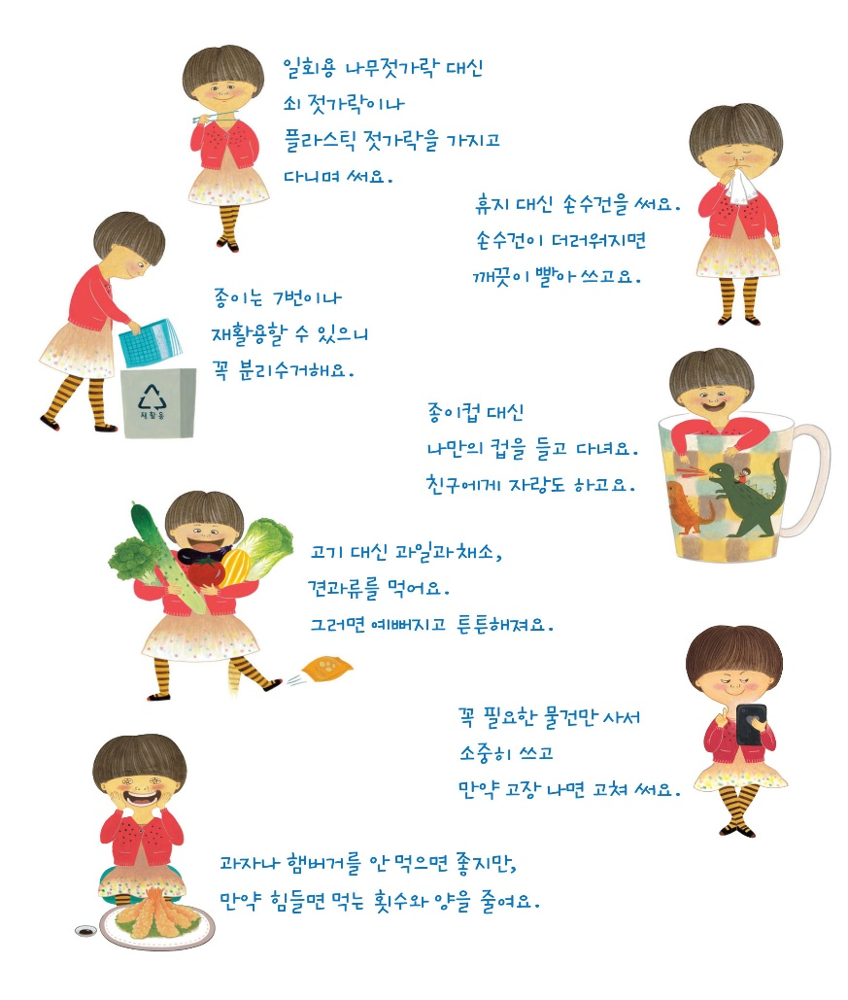 일회용 나무젓가락 대신
쇠 젓가락이나
플라스틱 젓가락을 가지고
다니며 써요.
휴지 대신 손수건을 써요.
손수건이 더러워지면
깨끗이 빨아 쓰고요.
종이는 7번이나
재활용할 수 있으니
꼭 분리수거해요.
재활용
종이컵 대신
나만의 컵을 들고 다녀요.
친구에게 자랑도 하고요.
고기 대신 과일과 채소,
견과류를 먹어요.
그러면 예뻐지고 튼튼해져요.
꼭 필요한 물건만 사서
소중히 쓰고
만약 고장 나면 고쳐 써요.
과자나 햄버거를 안 먹으면 좋지만,
만약 힘들면 먹는 횟수와 양을 줄여요.